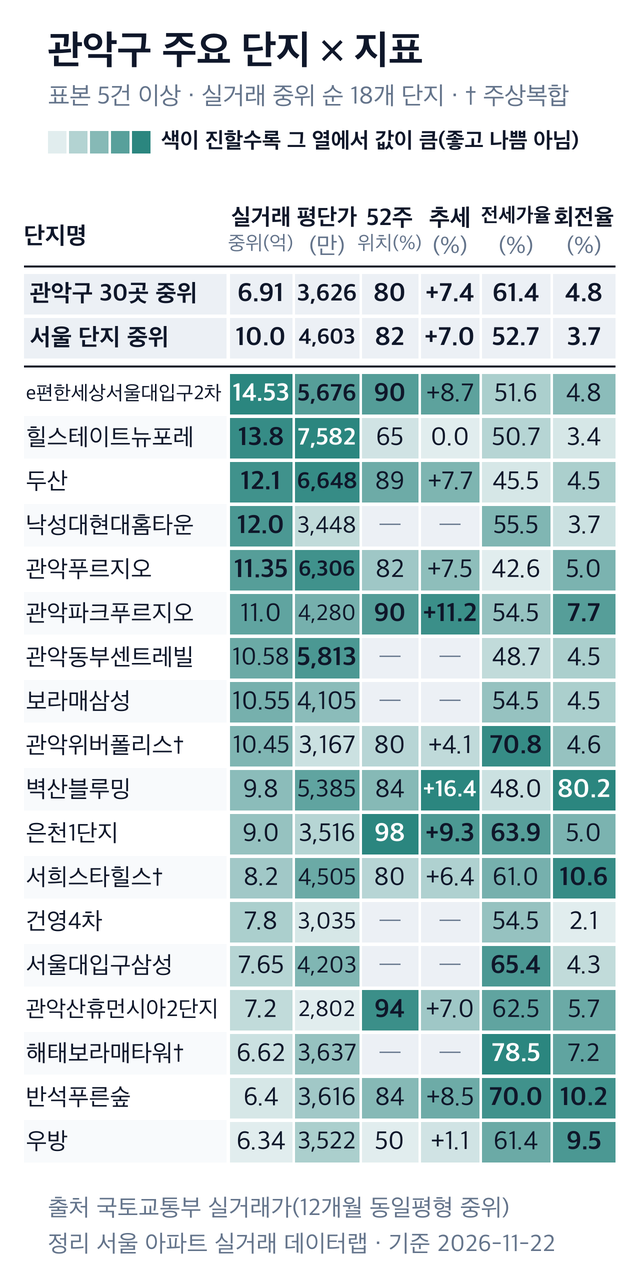 관악구 주요 단지 × 지표
표본 5건 이상 · 실거래 중위 순 18개 단지 · † 주상복합
색이 진할수록 그 열에서 값이 큼(좋고 나쁨 아님)
단지명 실거래 중위(억) 평단가 (만) 52주 위치(%) 추세 (%) 전세가율 (%) 회전율 (%)
관악구 30곳 중위 6.91 3,626 80 +7.4 61.4 4.8
서울 단지 중위 10.0 4,603 82 +7.0 52.7 3.7
e편한세상서울대입구2차 14.53 5,676 90 +8.7 51.6 4.8
힐스테이트뉴포레 13.8 7,582 65 0.0 50.7 3.4
두산 12.1 6,648 89 +7.7 45.5 4.5
낙성대현대홈타운 12.0 3,448 — — 55.5 3.7
관악푸르지오 11.35 6,306 82 +7.5 42.6 5.0
관악파크푸르지오 11.0 4,280 90 +11.2 54.5 7.7
관악동부센트레빌 10.58 5,813 — — 48.7 4.5
보라매삼성 10.55 4,105 — — 54.5 4.5
관악위버폴리스† 10.45 3,167 80 +4.1 70.8 4.6
벽산블루밍 9.8 5,385 84 +16.4 48.0 80.2
은천1단지 9.0 3,516 98 +9.3 63.9 5.0
서희스타힐스† 8.2 4,505 80 +6.4 61.0 10.6
건영4차 7.8 3,035 — — 54.5 2.1
서울대입구삼성 7.65 4,203 — — 65.4 4.3
관악산휴먼시아2단지 7.2 2,802 94 +7.0 62.5 5.7
해태보라매타워† 6.62 3,637 — — 78.5 7.2
반석푸른숲 6.4 3,616 84 +8.5 70.0 10.2
우방 6.34 3,522 50 +1.1 61.4 9.5
출처 국토교통부 실거래가(12개월 동일평형 중위)
정리 서울 아파트 실거래 데이터랩 · 기준 2026-11-22